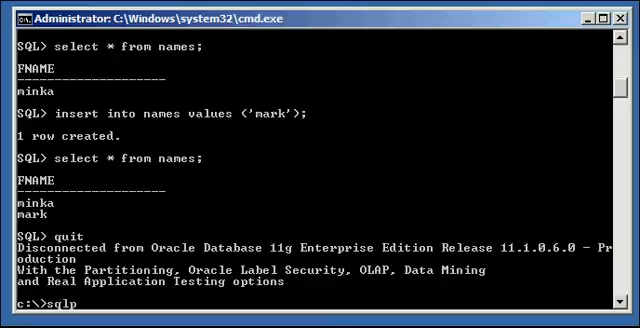 Administrator: C:\Windows\system32\cmd.exe
SQL> select * from names;
FNAME
--------------------
minka
SQL> insert into names values ('mark');
1 row created.
SQL> select * from names;
FNAME
--------------------
minka
mark
SQL> quit
Disconnected from Oracle Database 11g Enterprise Edition Release 11.1.0.6.0 - Pr
oduction
With the Partitioning, Oracle Label Security, OLAP, Data Mining
and Real Application Testing options
c:\>sqlp